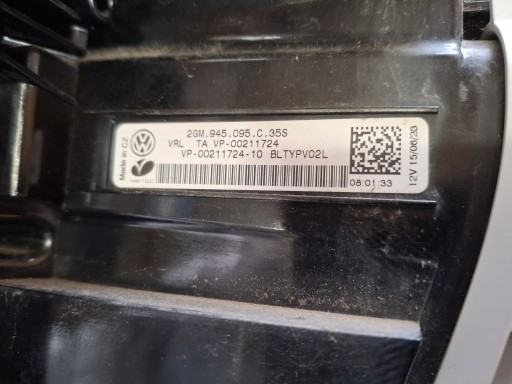 2GM.945.095.C.35S
VRL TA VP-00211724
VP-00211724-10 BLTYPV02L
08:01:33
Made in CZ
12V 15/06/23